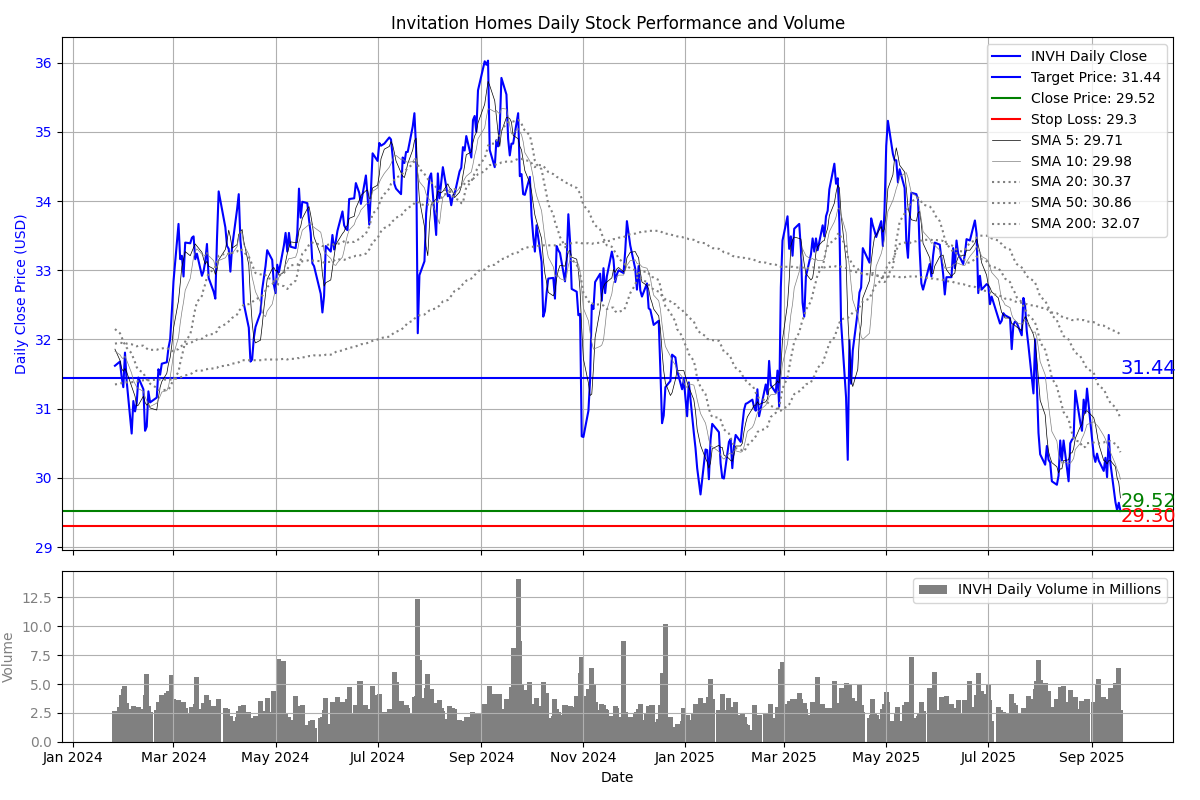 Invitation Homes Daily Stock Performance and Volume
Daily Close Price (USD)
36
35
34
33
32
31
30
29
INVH Daily Close
Target Price: 31.44
Close Price: 29.52
Stop Loss: 29.3
SMA 5: 29.71
SMA 10: 29.98
SMA 20: 30.37
SMA 50: 30.86
SMA 200: 32.07
31.44
29.52
29.30
Volume
12.5
10.0
7.5
5.0
2.5
0.0
INVH Daily Volume in Millions
Jan 2024 Mar 2024 May 2024 Jul 2024 Sep 2024 Nov 2024 Jan 2025 Mar 2025 May 2025 Jul 2025 Sep 2025
Date